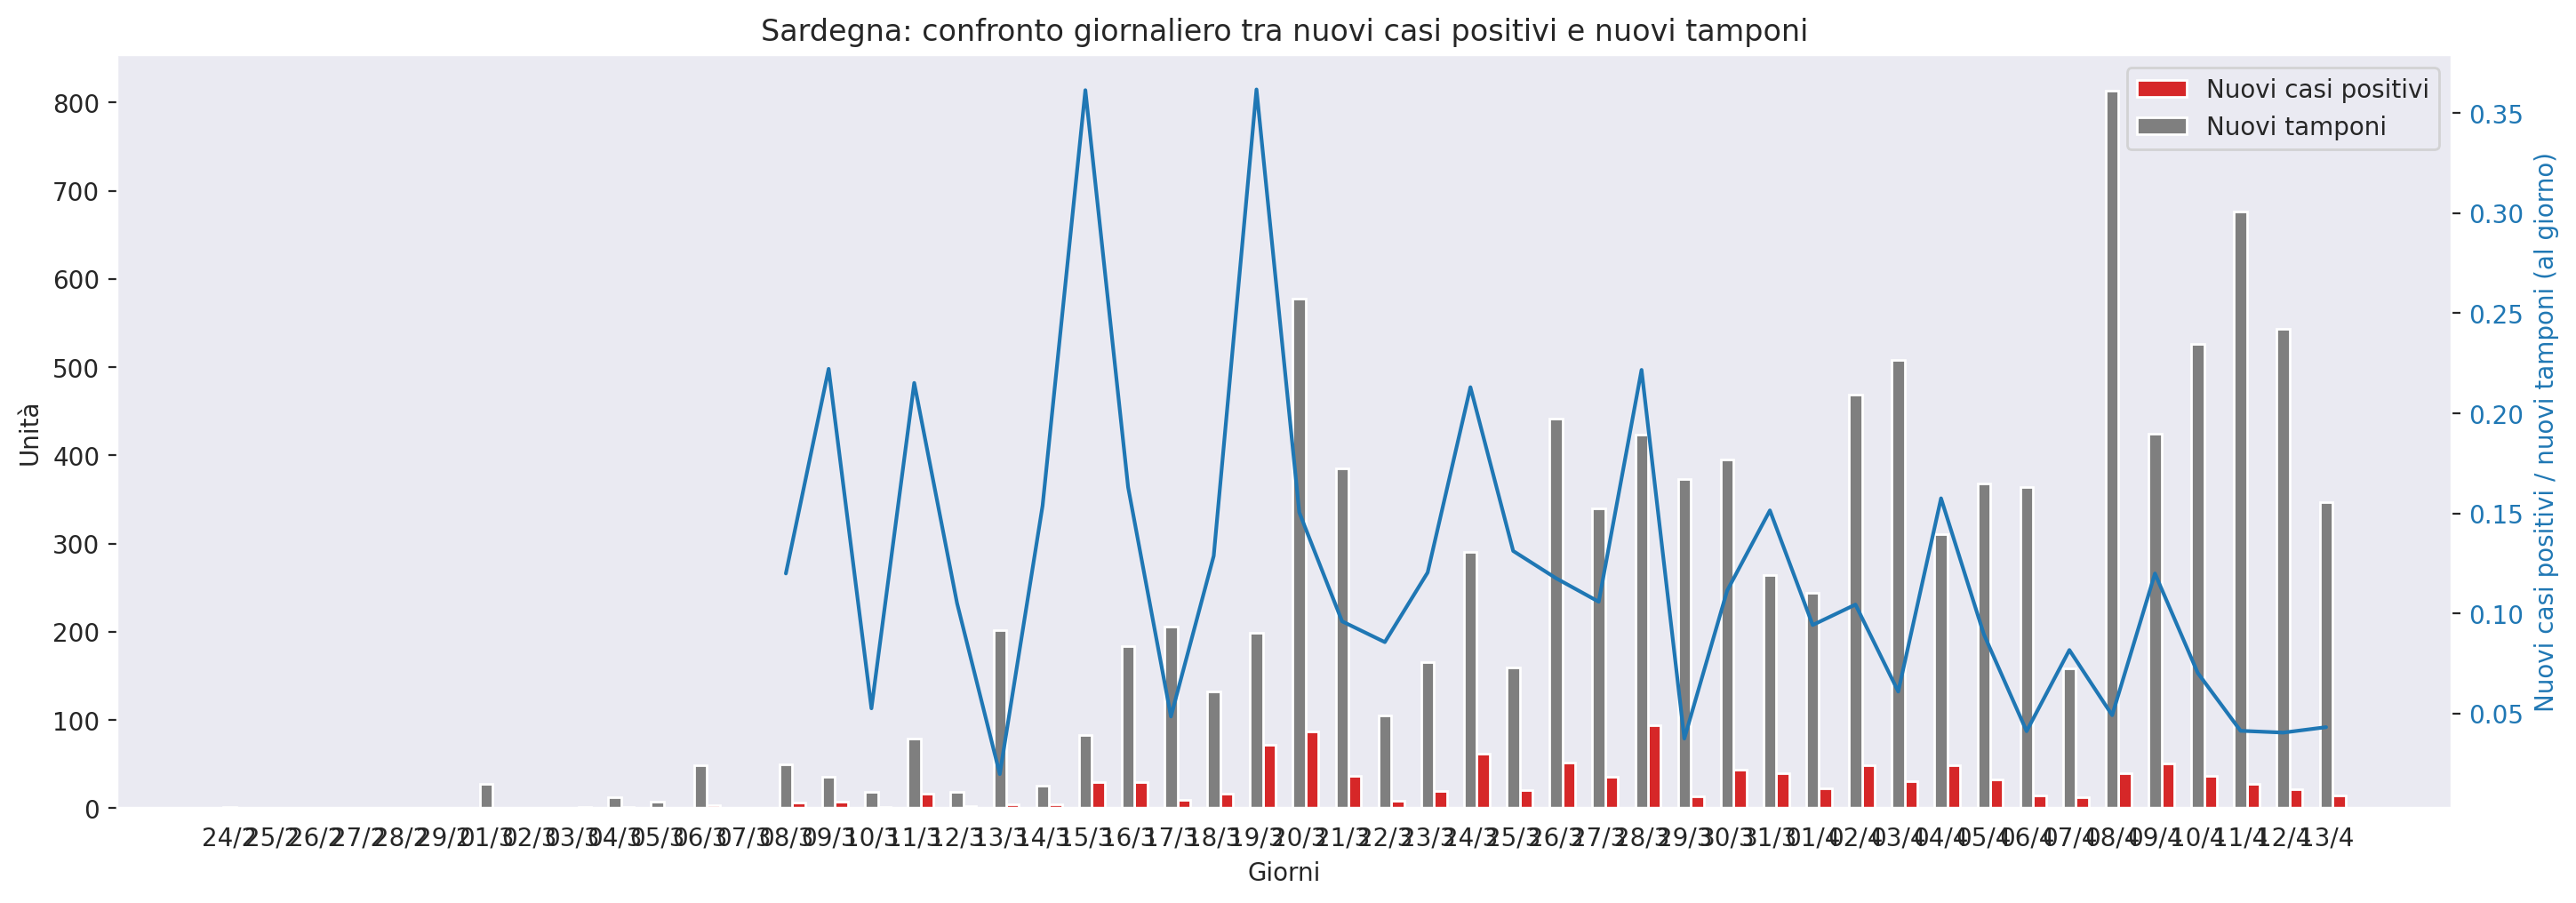 Sardegna: confronto giornaliero tra nuovi casi positivi e nuovi tamponi
Nuovi casi positivi
Nuovi tamponi
Unità
800
700
600
500
400
300
200
100
0
0.35
0.30
0.25
0.20
0.15
0.10
0.05
Nuovi casi positivi / nuovi tamponi (al giorno)
24/2 25/2 26/2 27/2 28/2 29/2 01/3 02/3 03/3 04/3 05/3 06/3 07/3 08/3 09/3 10/3 11/3 12/3 13/3 14/3 15/3 16/3 17/3 18/3 19/3 20/3 21/3 22/3 23/3 24/3 25/3 26/3 27/3 28/3 29/3 30/3 31/3 01/4 02/4 03/4 04/4 05/4 06/4 07/4 08/4 09/4 10/4 11/4 12/4 13/4
Giorni